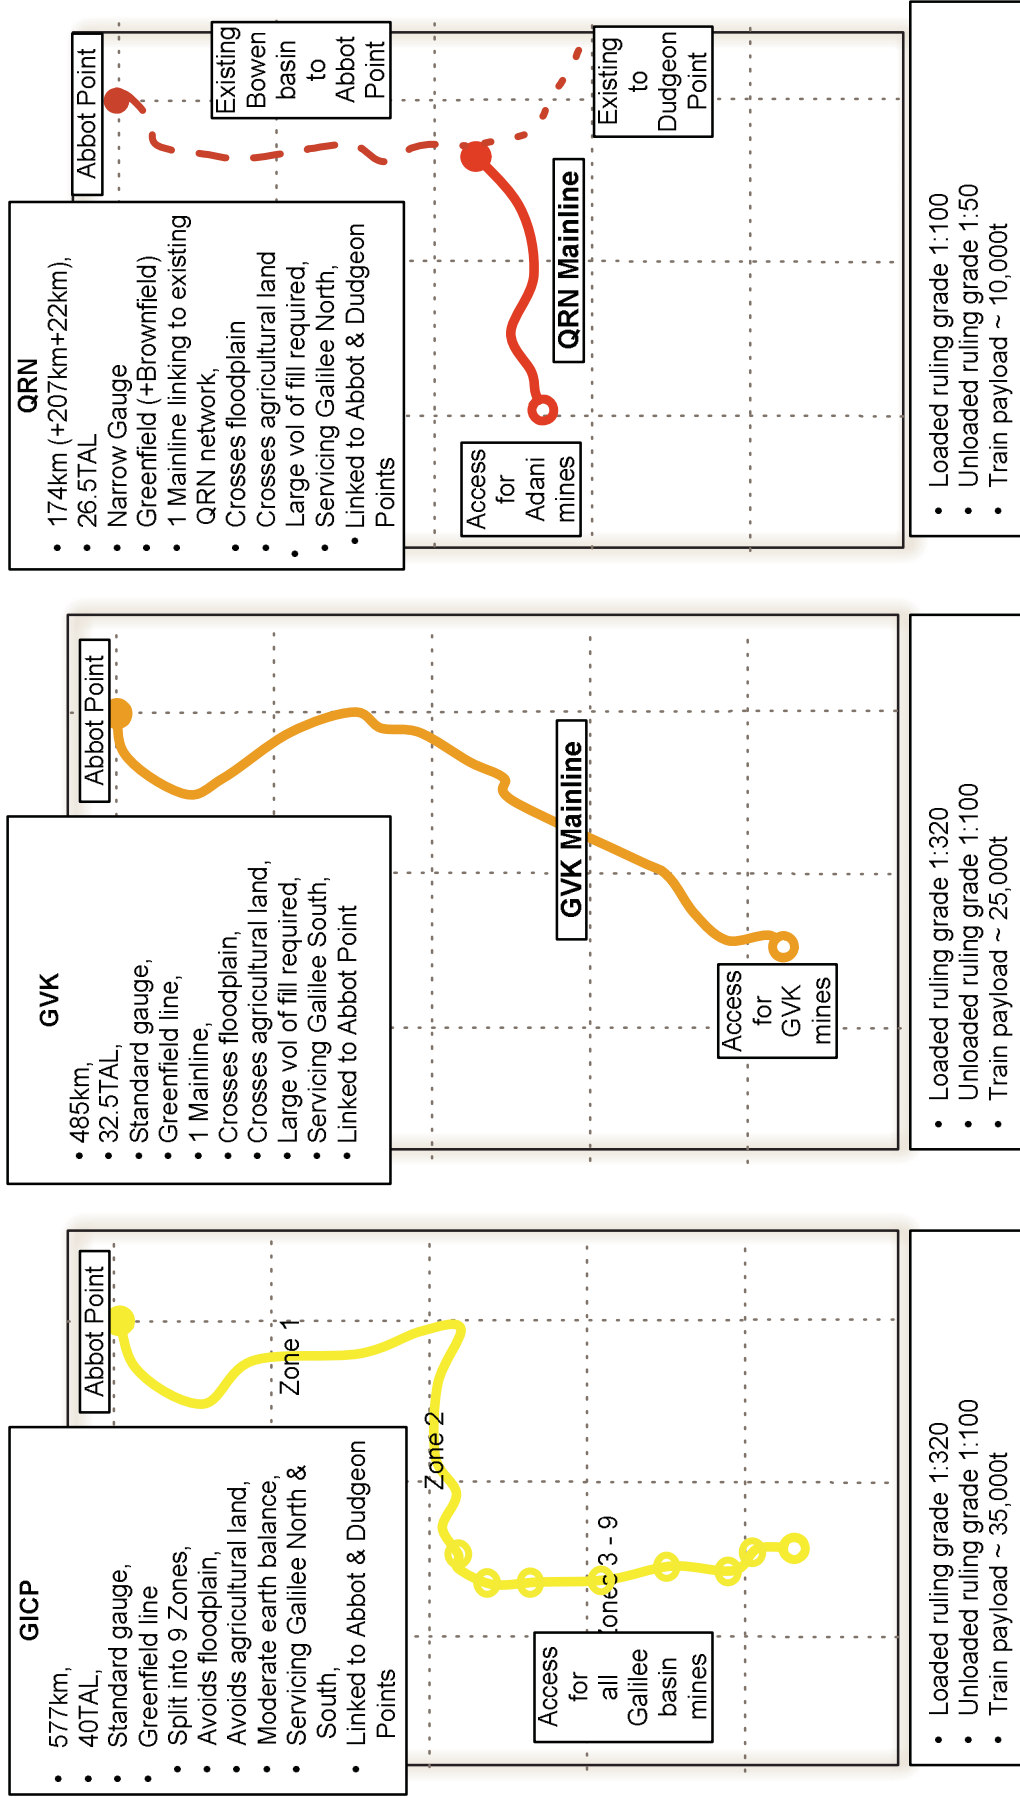 GICP
• 577km,
• 40TAL,
• Standard gauge,
• Greenfield line
• Split into 9 Zones,
• Avoids floodplain,
• Avoids agricultural land,
• Moderate earth balance,
• Servicing Galilee North &
South,
• Linked to Abbot & Dudgeon
Points
Abbot Point
Zone 1
Zone 2
Zones 3 - 9
Access
for
all
Galilee
basin
mines
• Loaded ruling grade 1:320
• Unloaded ruling grade 1:100
• Train payload ~ 35,000t
GVK
• 485km,
• 32.5TAL,
• Standard gauge,
• Greenfield line,
• 1 Mainline,
• Crosses floodplain,
• Crosses agricultural land,
• Large vol of fill required,
• Servicing Galilee South,
• Linked to Abbot Point
Abbot Point
GVK Mainline
Access
for
GVK
mines
• Loaded ruling grade 1:320
• Unloaded ruling grade 1:100
• Train payload ~ 25,000t
QRN
• 174km (+207km+22km),
• 26.5TAL
• Narrow Gauge
• Greenfield (+Brownfield)
• 1 Mainline linking to existing
QRN network,
• Crosses floodplain
• Crosses agricultural land
• Large vol of fill required,
• Servicing Galilee North,
• Linked to Abbot & Dudgeon
Points
Abbot Point
Existing
Bowen
basin
to
Abbot
Point
Existing
to
Dudgeon
Point
QRN Mainline
Access
for
Adani
mines
• Loaded ruling grade 1:100
• Unloaded ruling grade 1:50
• Train payload ~ 10,000t